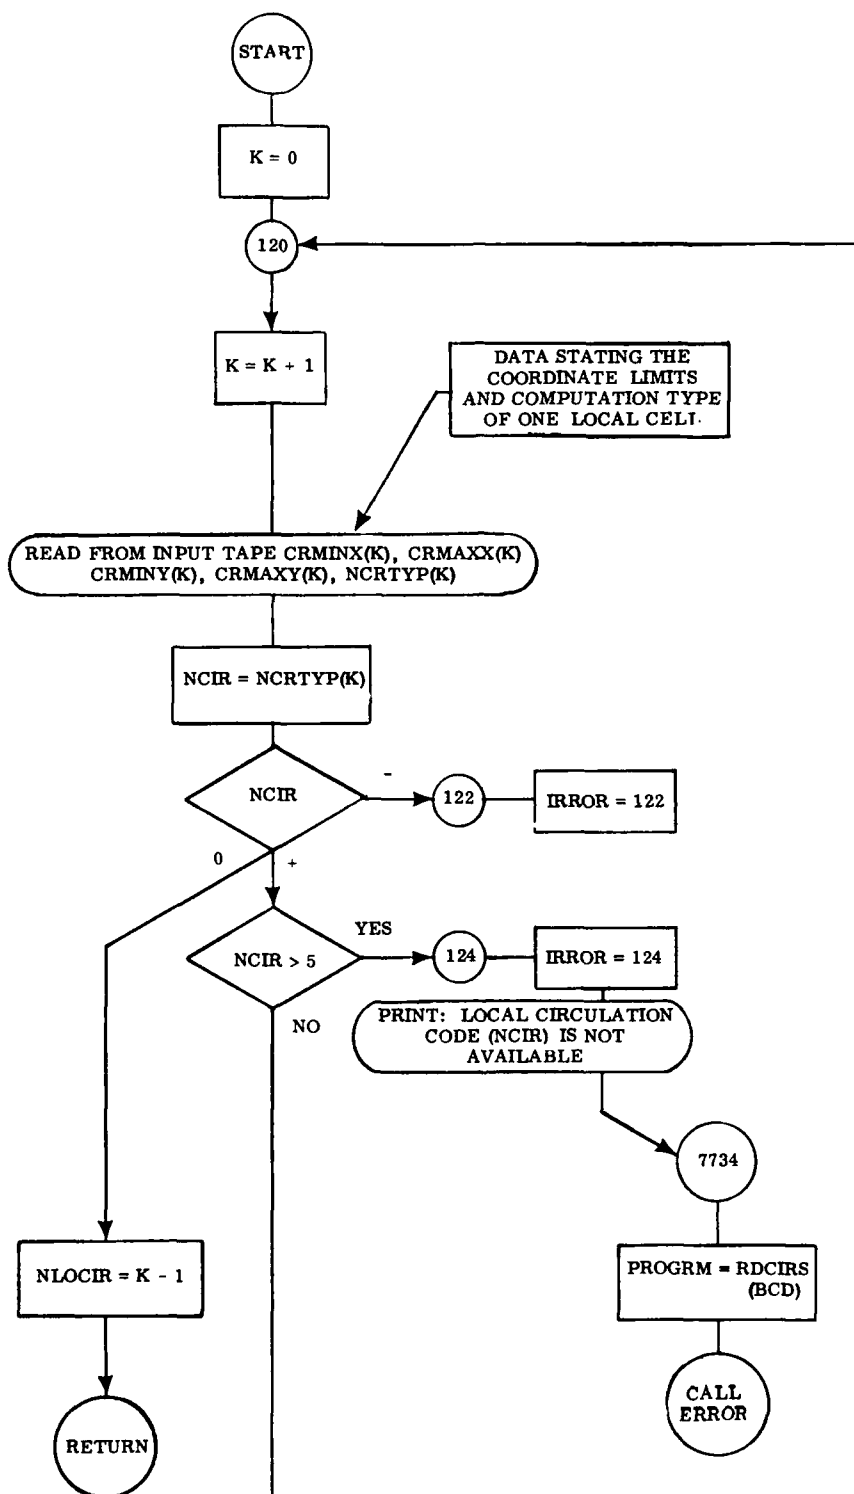 START
K = 0
120
K = K + 1
DATA STATING THE
COORDINATE LIMITS
AND COMPUTATION TYPE
OF ONE LOCAL CELL
READ FROM INPUT TAPE CRMINX(K), CRMAXX(K)
CRMINY(K), CRMAXY(K), NCRTYP(K)
NCIR = NCRTYP(K)
-
NCIR
122
IRROR = 122
0
+
YES
NCIR > 5
124
IRROR = 124
NO
PRINT: LOCAL CIRCULATION
CODE (NCIR) IS NOT
AVAILABLE
7734
NLOCIR = K - 1
PROGRM = RDCIRS
(BCD)
CALL
ERROR
RETURN